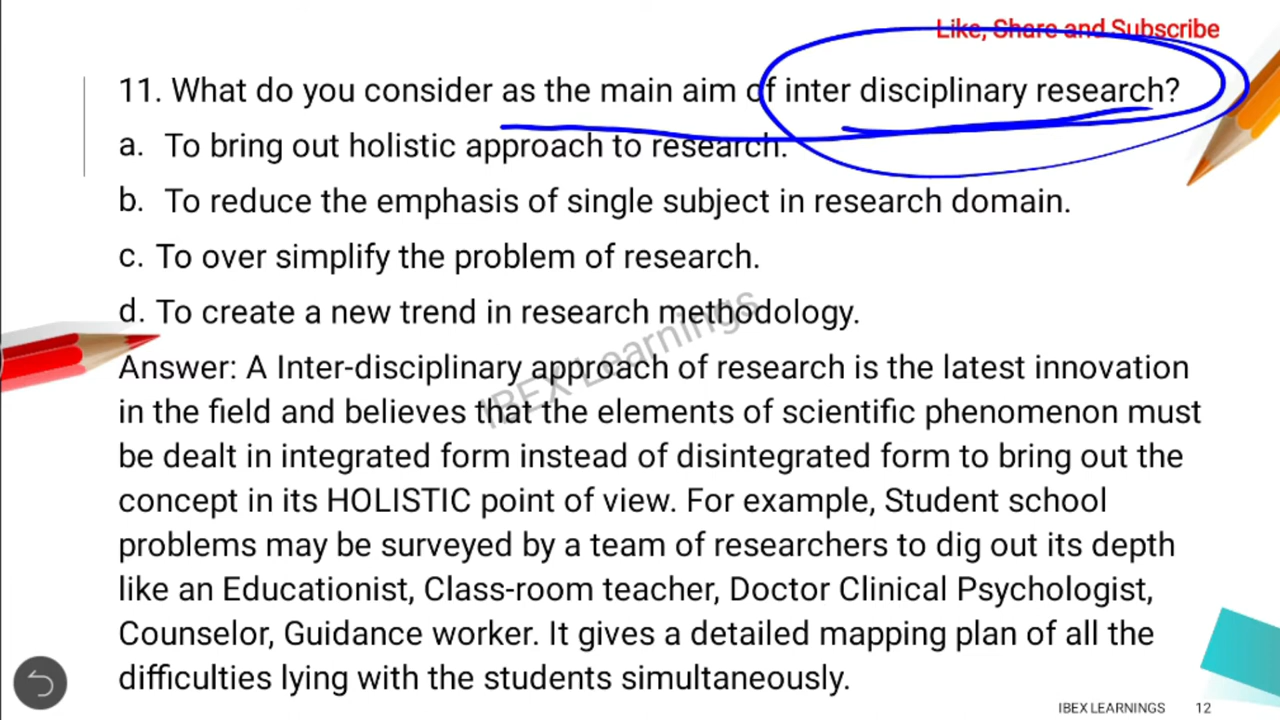 Like, Share and Subscribe
11. What do you consider as the main aim of inter disciplinary research?
a. To bring out holistic approach to research.
b. To reduce the emphasis of single subject in research domain.
c. To over simplify the problem of research.
d. To create a new trend in research methodology.
IBEX Learnings
Answer: A Inter-disciplinary approach of research is the latest innovation
in the field and believes that the elements of scientific phenomenon must
be dealt in integrated form instead of disintegrated form to bring out the
concept in its HOLISTIC point of view. For example, Student school
problems may be surveyed by a team of researchers to dig out its depth
like an Educationist, Class-room teacher, Doctor Clinical Psychologist,
Counselor, Guidance worker. It gives a detailed mapping plan of all the
difficulties lying with the students simultaneously.
IBEX LEARNINGS 12